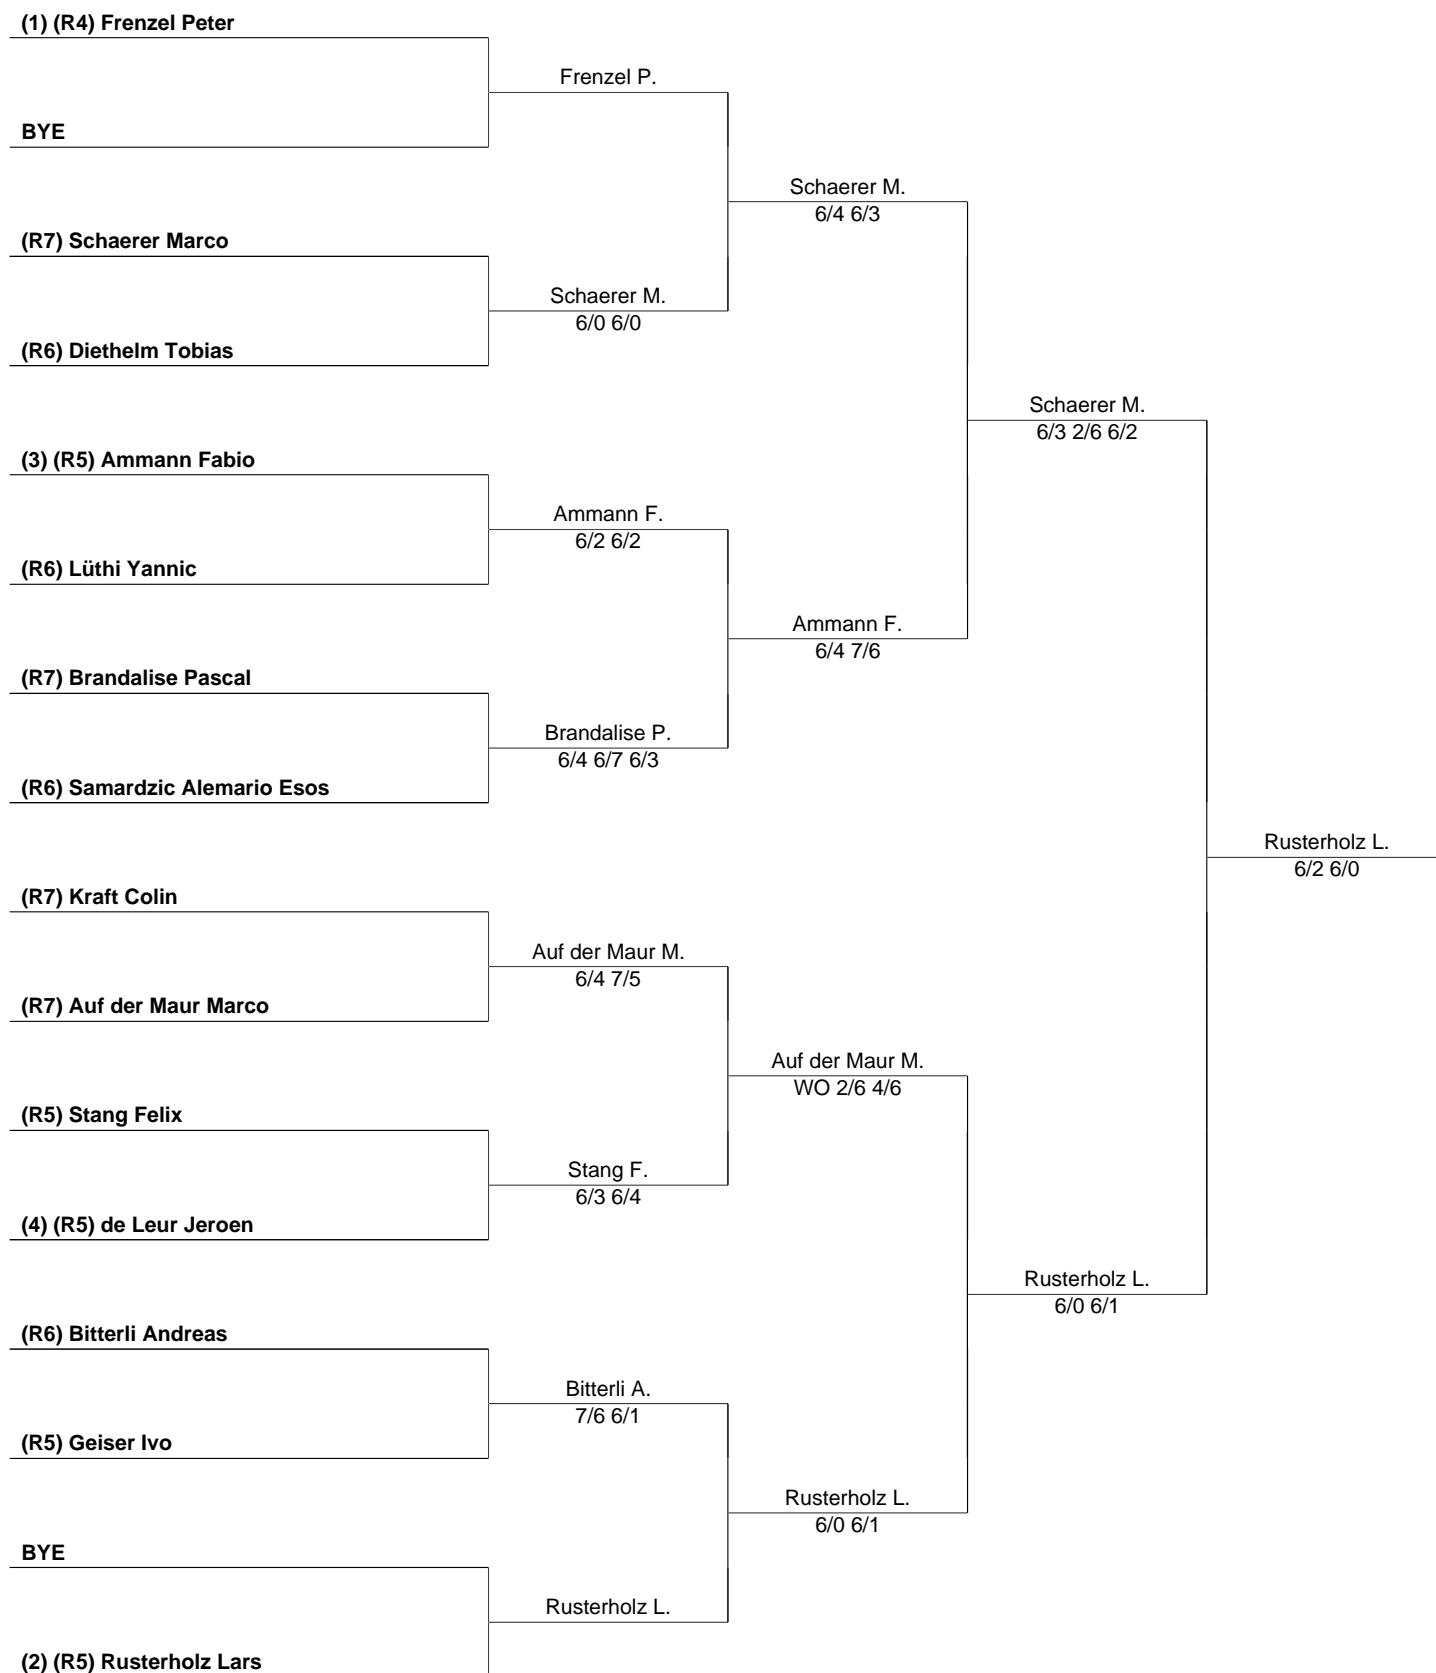 (1) (R4) Frenzel Peter
Frenzel P.
BYE
Schaerer M.
6/4 6/3
(R7) Schaerer Marco
Schaerer M.
6/0 6/0
(R6) Diethelm Tobias
Schaerer M.
6/3 2/6 6/2
(3) (R5) Ammann Fabio
Ammann F.
6/2 6/2
(R6) Lüthi Yannic
Ammann F.
6/4 7/6
(R7) Brandalise Pascal
Brandalise P.
6/4 6/7 6/3
(R6) Samardzic Alemario Esos
Rusterholz L.
6/2 6/0
(R7) Kraft Colin
Auf der Maur M.
6/4 7/5
(R7) Auf der Maur Marco
Auf der Maur M.
WO 2/6 4/6
(R5) Stang Felix
Stang F.
6/3 6/4
(4) (R5) de Leur Jeroen
Rusterholz L.
6/0 6/1
(R6) Bitterli Andreas
Bitterli A.
7/6 6/1
(R5) Geiser Ivo
Rusterholz L.
6/0 6/1
BYE
Rusterholz L.
(2) (R5) Rusterholz Lars